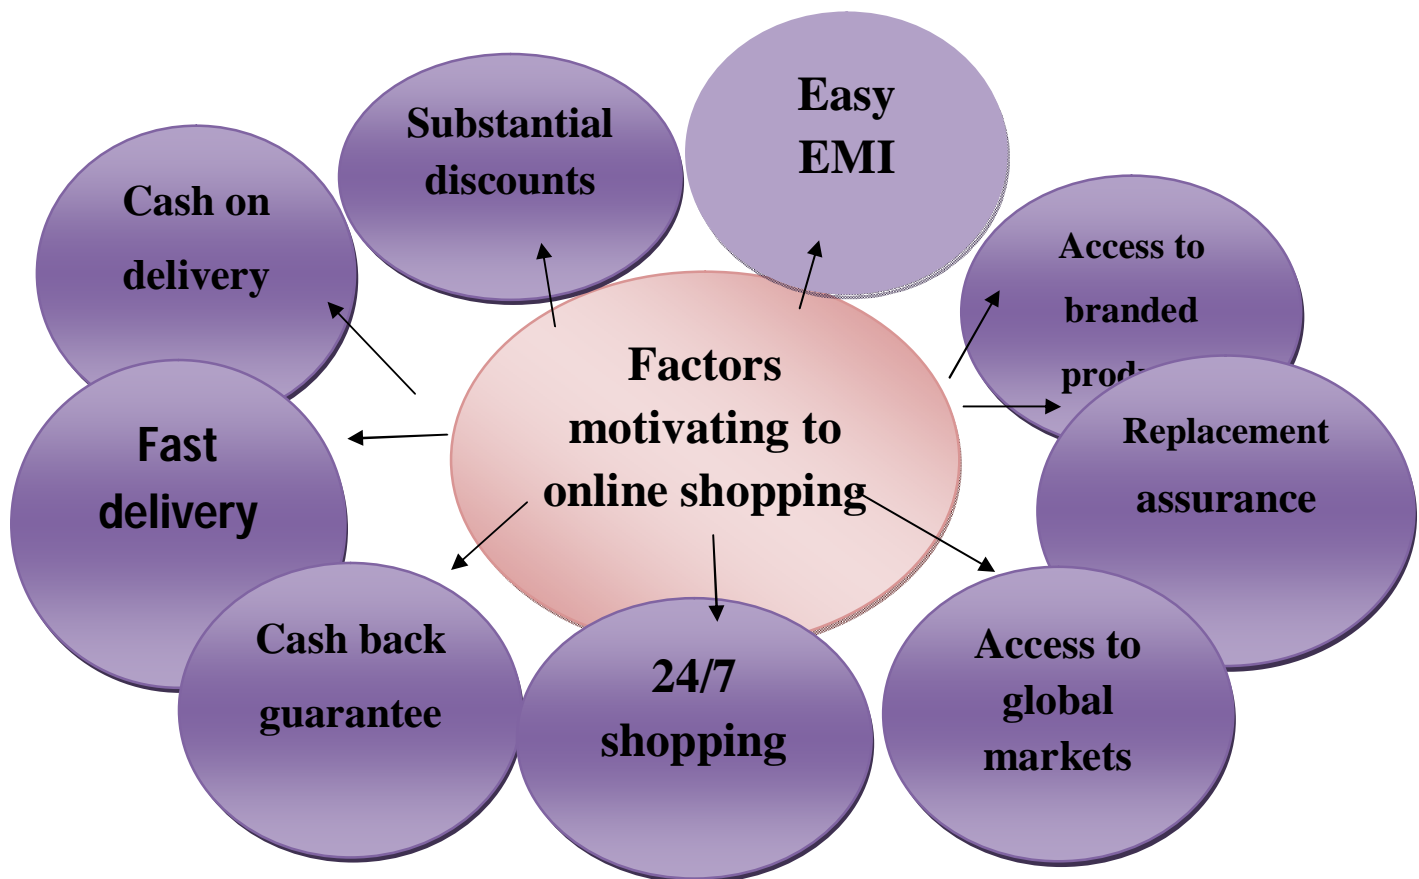 Easy
EMI
Substantial
discounts
Cash on
delivery
Access to
branded
Factors
motivating to
online shopping
Fast
delivery
Replacement
assurance
Cash back
guarantee
24/7
shopping
Access to
global
markets